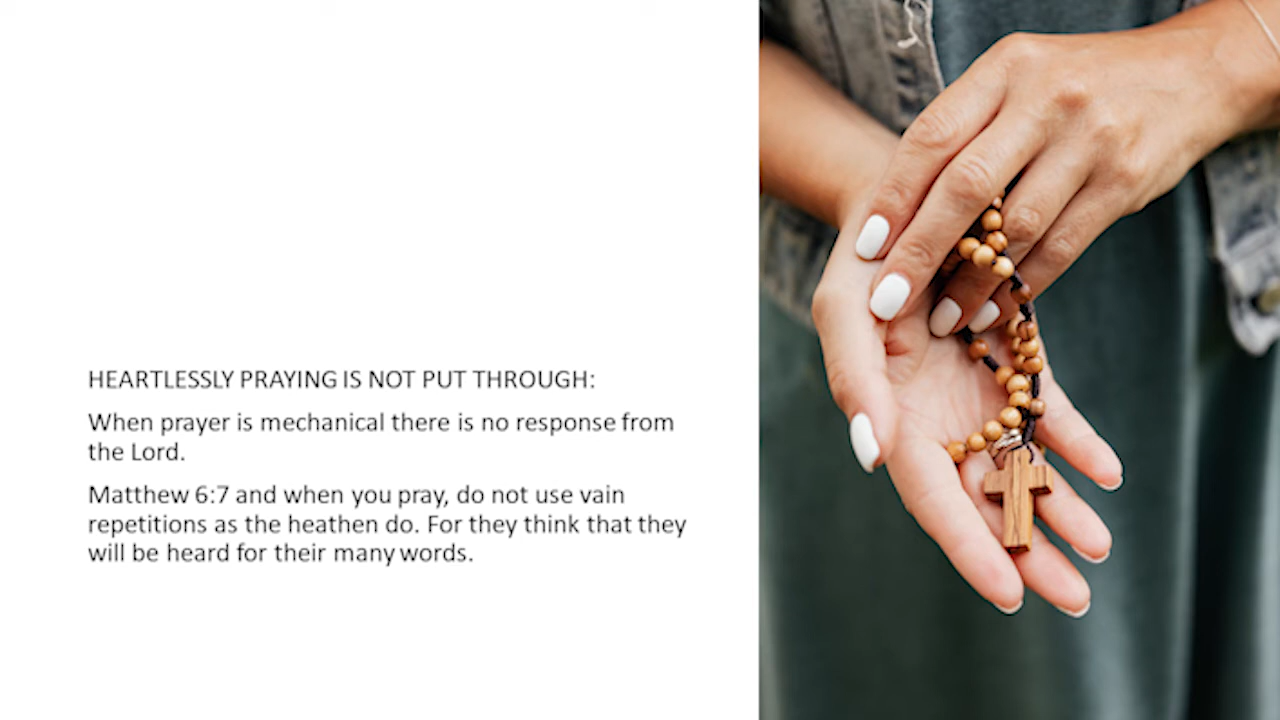 HEARTLESSLY PRAYING IS NOT PUT THROUGH:
When prayer is mechanical there is no response from
the Lord.
Matthew 6:7 and when you pray, do not use vain
repetitions as the heathen do. For they think that they
will be heard for their many words.